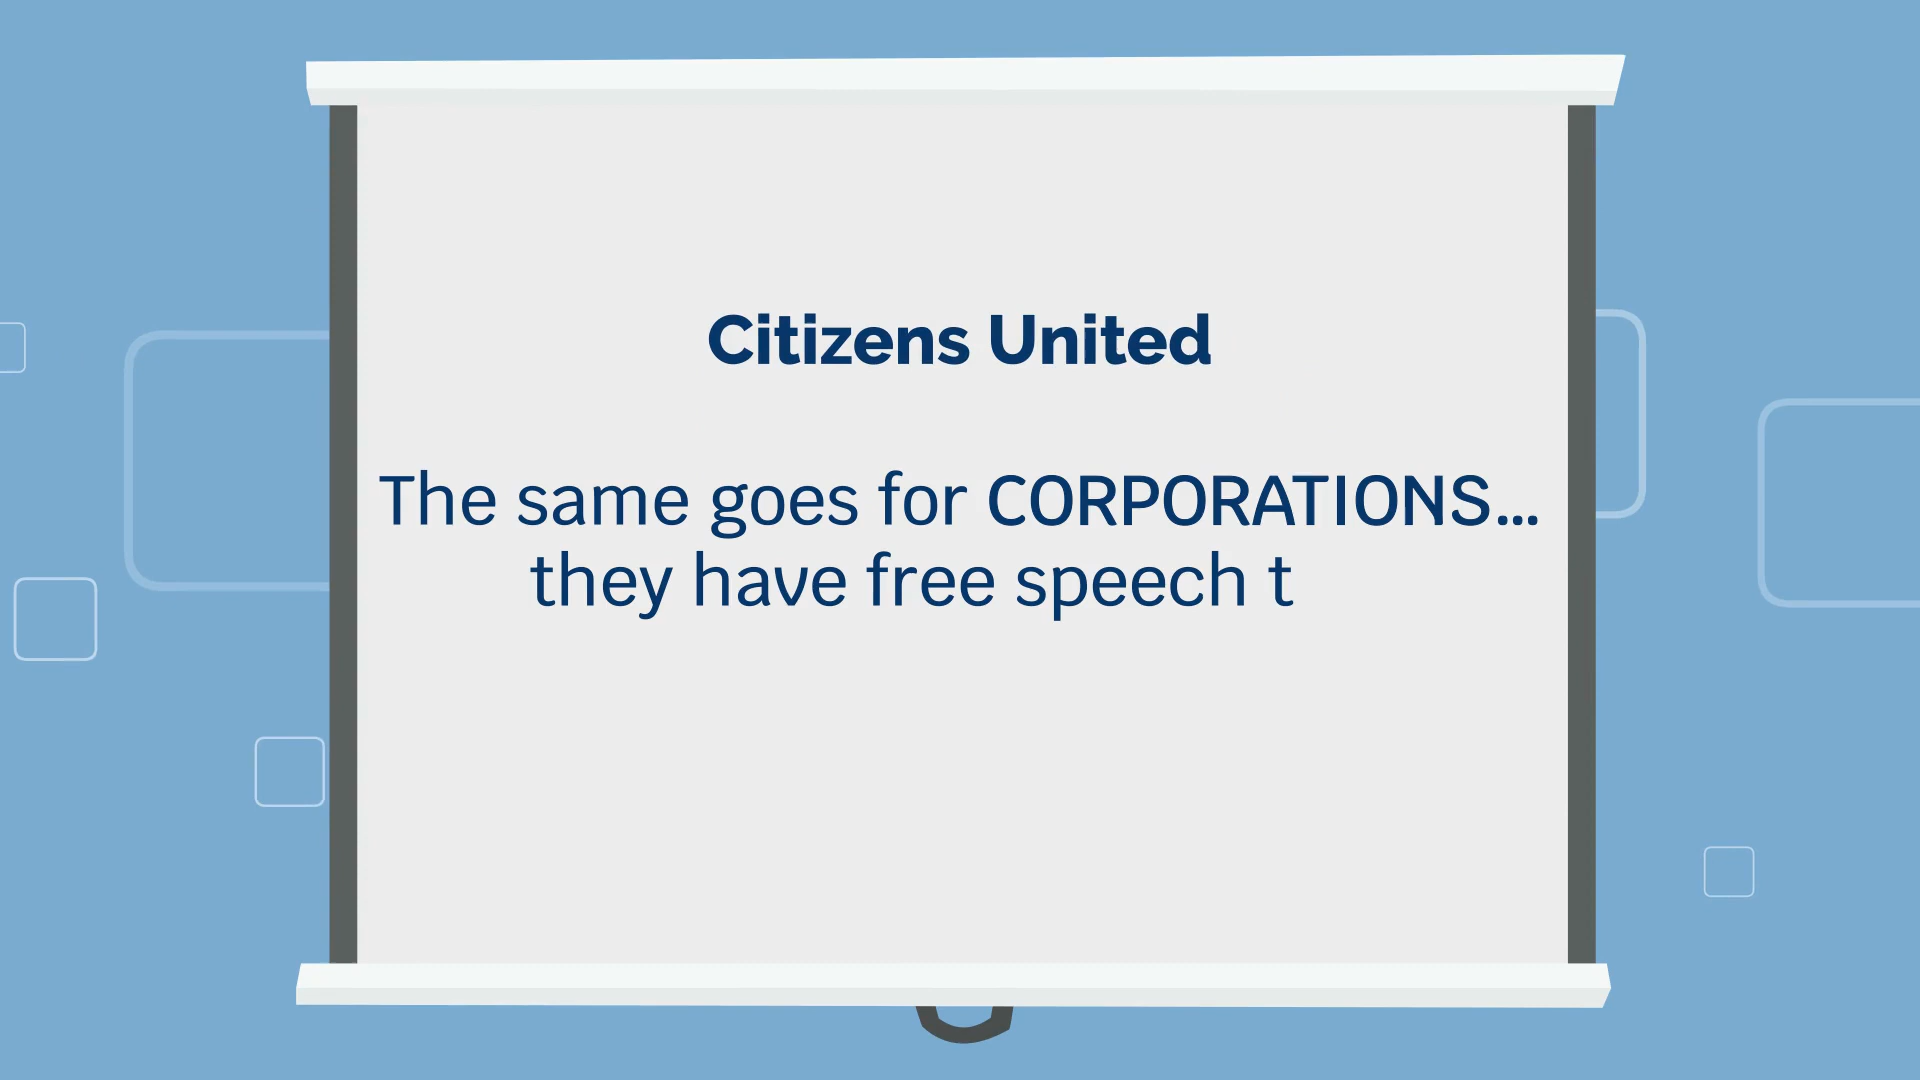 Citizens United
The same goes for CORPORATIONS...
they have free speech t